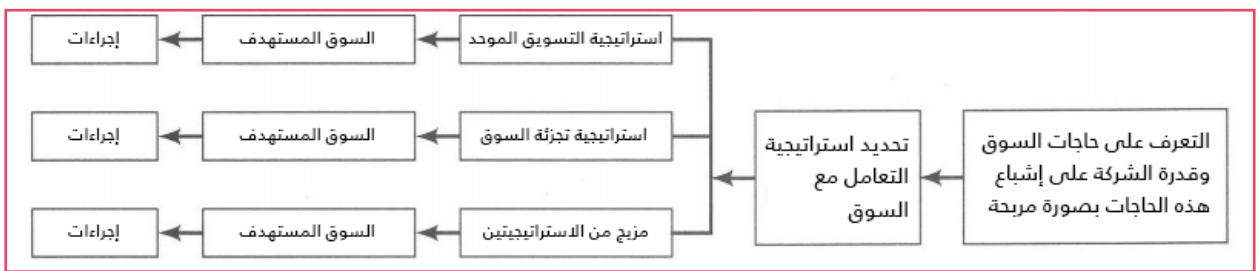 التعرف على حاجات السوق
وقدرة الشركة على إشباع
هذه الحاجات بصورة مربحة
تحديد استراتيجية
التعامل مع
السوق
استراتيجية التسويق الموحد
السوق المستهدف
إجراءات
استراتيجية تجزئة السوق
السوق المستهدف
إجراءات
مزيج من الاستراتيجيتين
السوق المستهدف
إجراءات